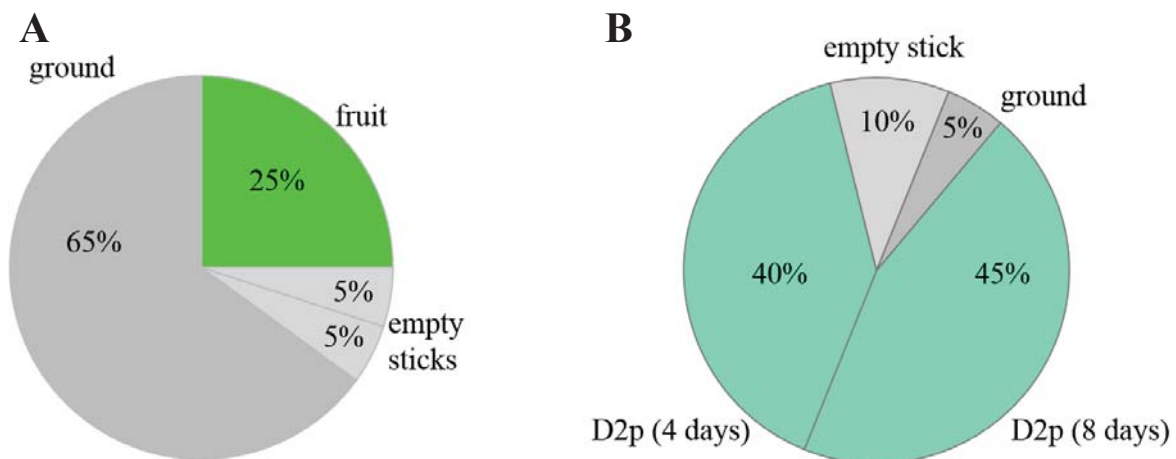 A
ground
fruit
25%
65%
5%
5%
empty
sticks
B
empty stick
ground
10%
5%
40%
45%
D2p (4 days)
D2p (8 days)